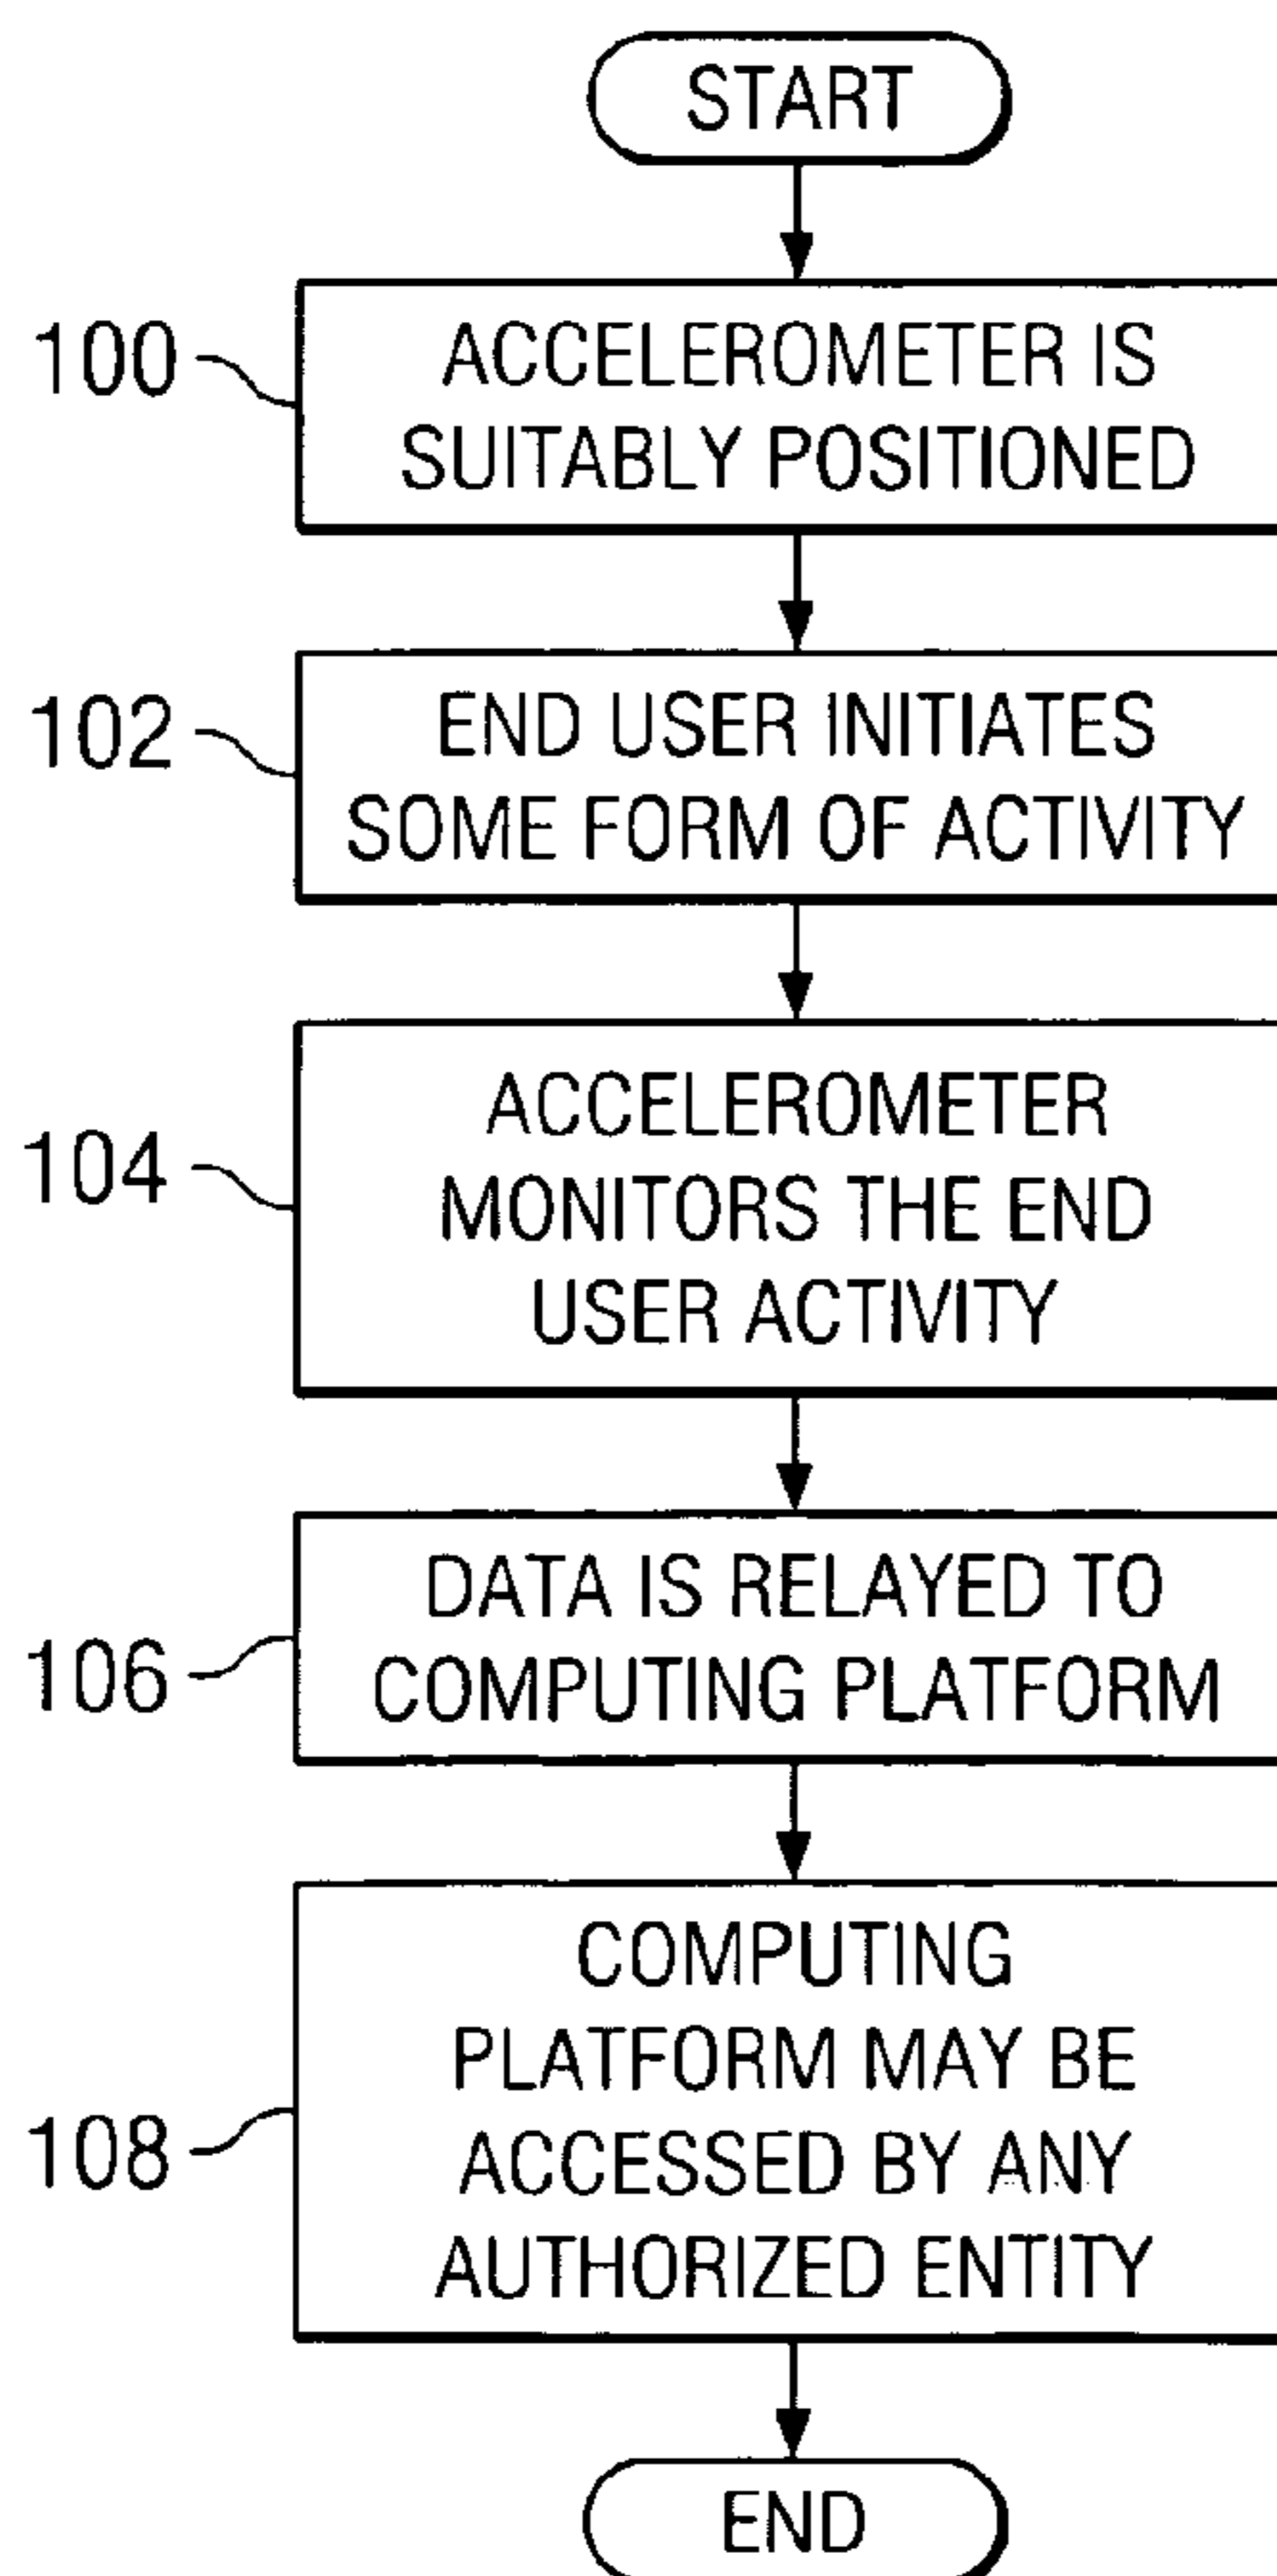 START
100
ACCELEROMETER IS
SUITABLY POSITIONED
102
END USER INITIATES
SOME FORM OF ACTIVITY
104
ACCELEROMETER
MONITORS THE END
USER ACTIVITY
106
DATA IS RELAYED TO
COMPUTING PLATFORM
108
COMPUTING
PLATFORM MAY BE
ACCESSED BY ANY
AUTHORIZED ENTITY
END